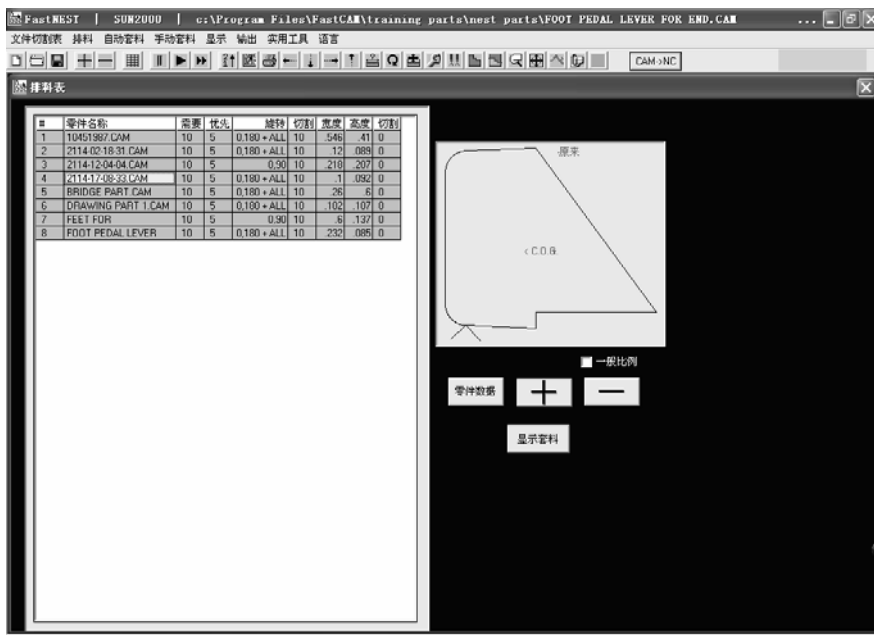 FastNEST | SUN2000 | c:\Program Files\FastCAM\training parts\nest parts\FOOT PEDAL LEVER FOR END.CAM ...
文件切割表 排料 自动套料 手动套料 显示 输出 实用工具 语言
CAM->NC
排料表
# 零件名称 需要 优先 旋转 切割 宽度 高度 切割
1 10451987.CAM 10 5 0,180 + ALL 10 .546 .41 0
2 2114-02-18-31.CAM 10 5 0,180 + ALL 10 .12 .089 0
3 2114-12-04-04.CAM 10 5 0,90 10 .218 .207 0
4 2114-17-08-33.CAM 10 5 0,180 + ALL 10 .1 .092 0
5 BRIDGE PART.CAM 10 5 0,180 + ALL 10 .26 .6 0
6 DRAWING PART 1.CAM 10 5 0,180 + ALL 10 .102 .107 0
7 FEET FOR 10 5 0,90 10 .6 .137 0
8 FOOT PEDAL LEVER 10 5 0,180 + ALL 10 .232 .085 0
原来
< C.O.G.
一般比例
零件数据
显示套料